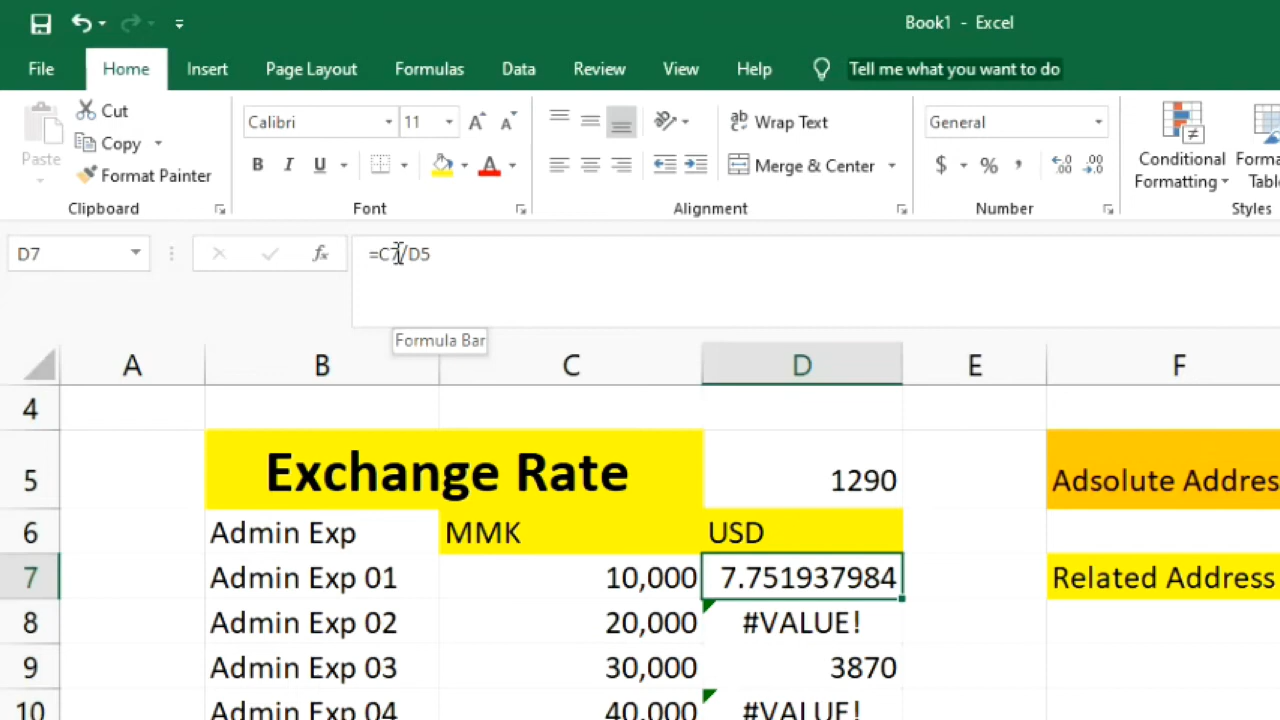 Book1 - Excel
File Home Insert Page Layout Formulas Data Review View Help Tell me what you want to do
Cut
Copy
Format Painter
Paste
Clipboard
Calibri 11
B I U A
Font
ab Wrap Text
Merge & Center
Alignment
General
$ % ,
Number
Conditional
Formatting
Styles
D7 fx =C7/D5
Formula Bar
A B C D E F
4
5 Exchange Rate 1290 Adsolute Addres
6 Admin Exp MMK USD
7 Admin Exp 01 10,000 7.751937984 Related Address
8 Admin Exp 02 20,000 #VALUE!
9 Admin Exp 03 30,000 3870
10 Admin Exp 04 40,000 #VALUE!